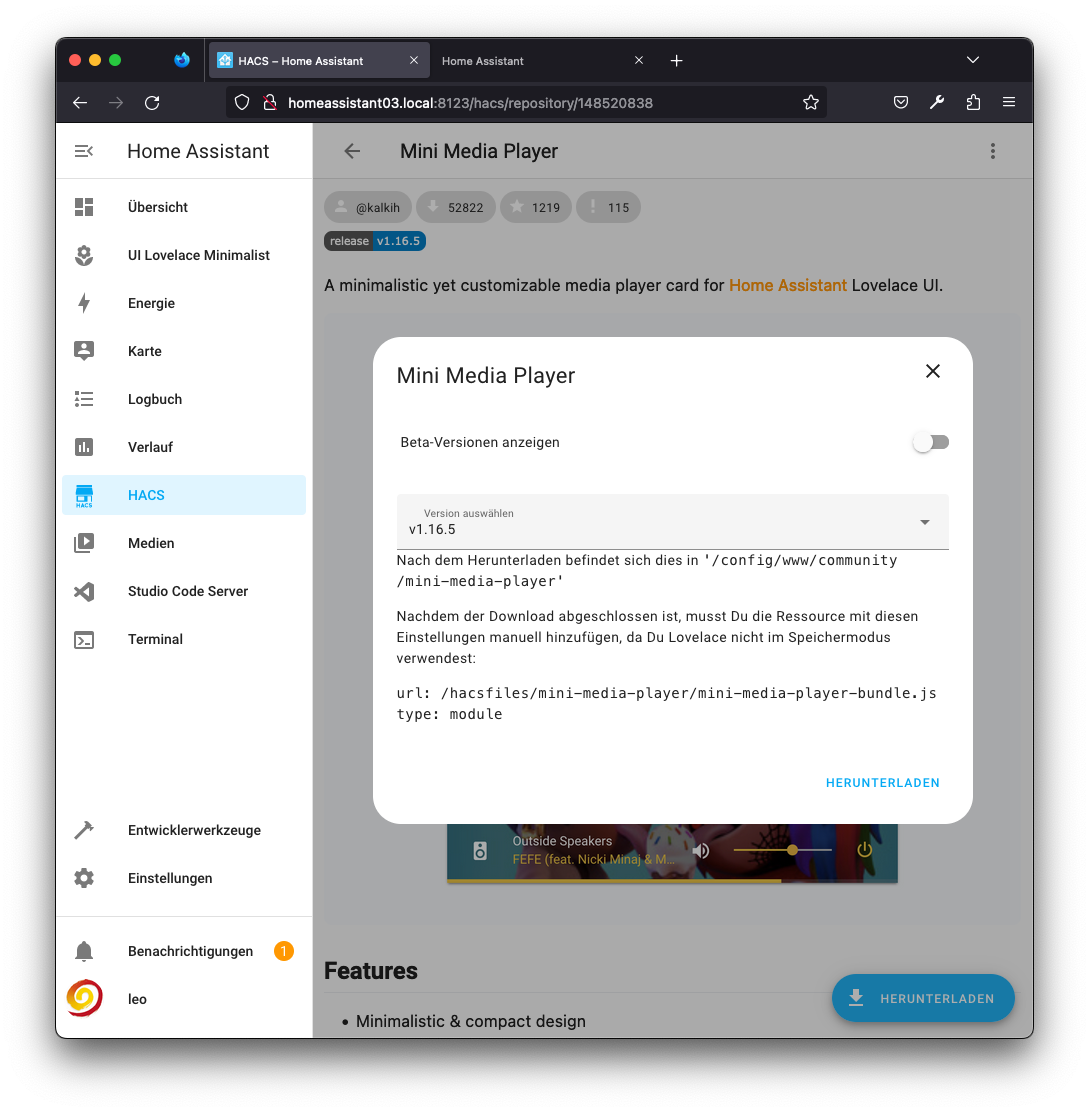 HACS – Home Assistant
Home Assistant
homeassistant03.local:8123/hacs/repository/148520838
Home Assistant
Übersicht
UI Lovelace Minimalist
Energie
Karte
Logbuch
Verlauf
HACS
HACS
Medien
Studio Code Server
Terminal
Entwicklerwerkzeuge
Einstellungen
Benachrichtigungen 1
leo
Mini Media Player
@kalkih 52822 1219 115
release v1.16.5
A minimalistic yet customizable media player card for Home Assistant Lovelace UI.
Mini Media Player
Beta-Versionen anzeigen
Version auswählen
v1.16.5
Nach dem Herunterladen befindet sich dies in '/config/www/community
/mini-media-player'
Nachdem der Download abgeschlossen ist, musst Du die Ressource mit diesen
Einstellungen manuell hinzufügen, da Du Lovelace nicht im Speichermodus
verwendest:
url: /hacsfiles/mini-media-player/mini-media-player-bundle.js
type: module
HERUNTERLADEN
Outside Speakers
FEFE (feat. Nicki Minaj & M...
Features
HERUNTERLADEN
• Minimalistic & compact design